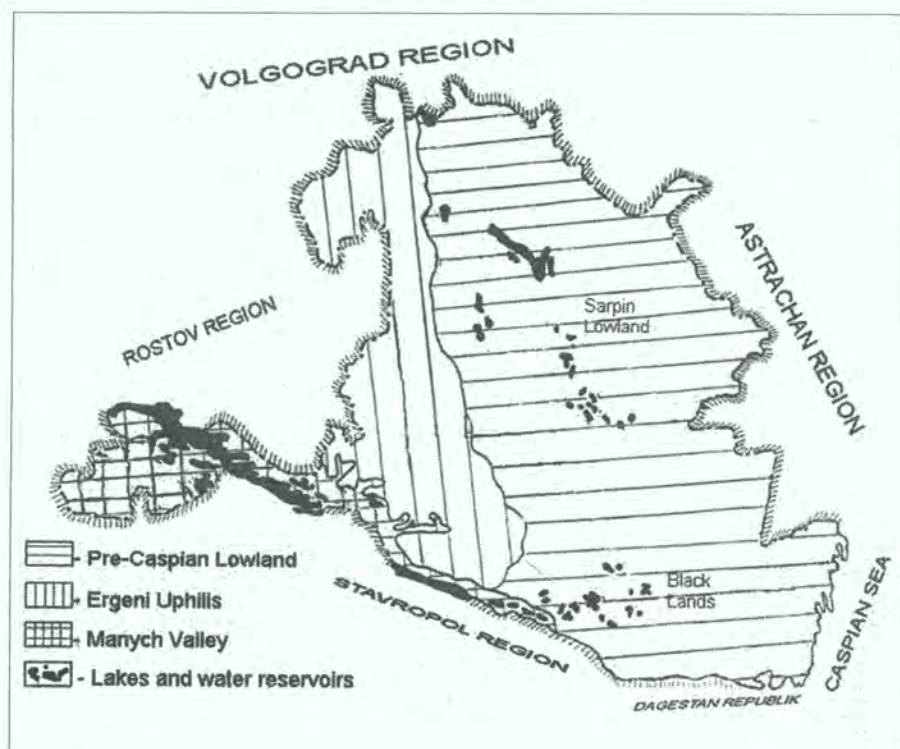 VOLGOGRAD REGION
ASTRACHAN REGION
ROSTOV REGION
Sarpin
Lowland
- Pre-Caspian Lowland
- Ergeni Uphills
- Manych Valley
- Lakes and water reservoirs
STAVROPOL REGION
Black
Lands
CASPIAN SEA
DAGESTAN REPUBLIK